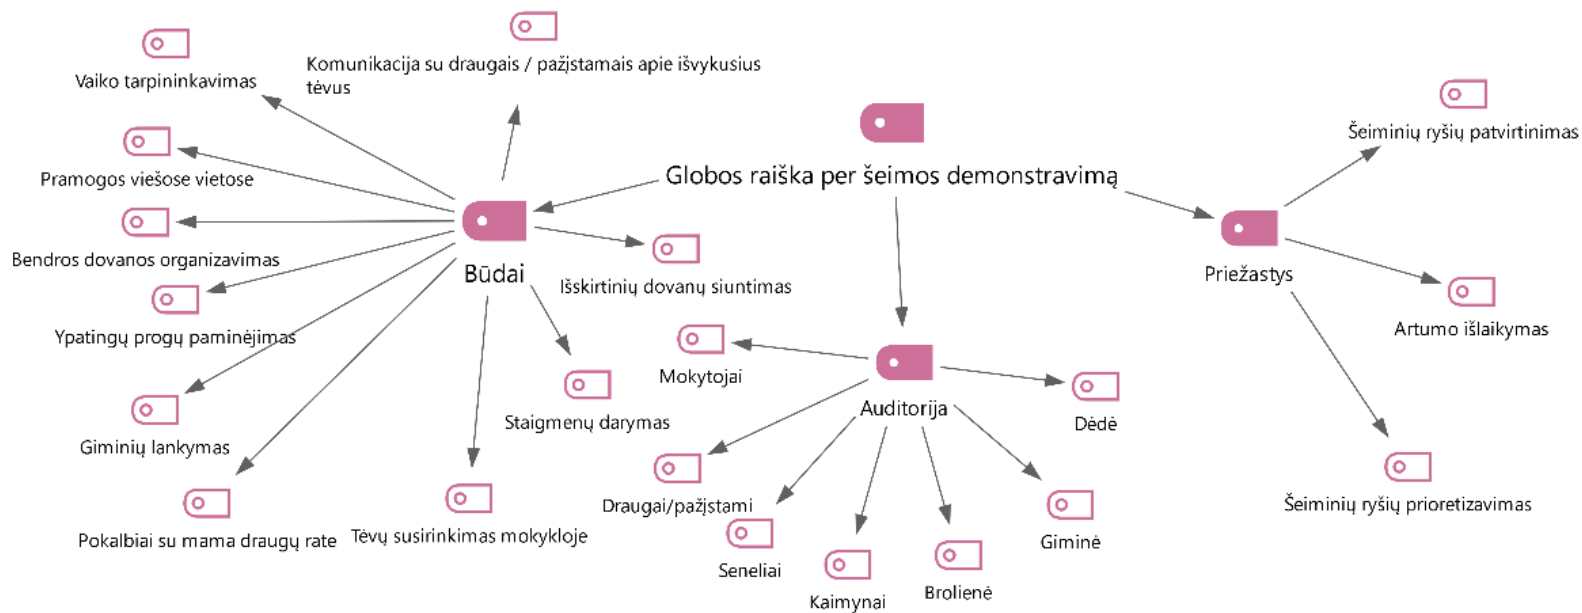 Komunikacija su draugais / pažįstamais apie išvykusius
tėvus
Vaiko tarpininkavimas
Pramogos viešose vietose
Bendros dovanos organizavimas
Ypatingų progų paminėjimas
Giminių lankymas
Pokalbiai su mama draugų rate
Tėvų susirinkimas mokykloje
Staigmenų darymas
Išskirtinių dovanų siuntimas
Būdai
Globos raiška per šeimos demonstravimą
Auditorija
Mokytojai
Draugai/pažįstami
Seneliai
Kaimynai
Brolienė
Giminė
Dėdė
Priežastys
Šeiminių ryšių patvirtinimas
Artumo išlaikymas
Šeiminių ryšių prioretizavimas